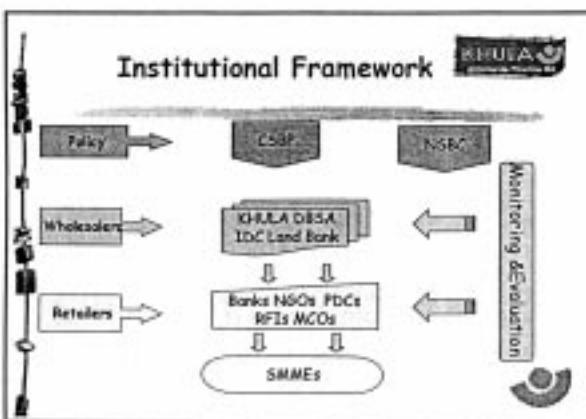 Institutional Framework
KHULA
Policy
CSBP
NSBC
Wholesalers
KHULA DBSA
IDC Land Bank
Monitoring &Evaluation
Retailers
Banks NGOs PDCs
RFIs MCOs
SMMEs